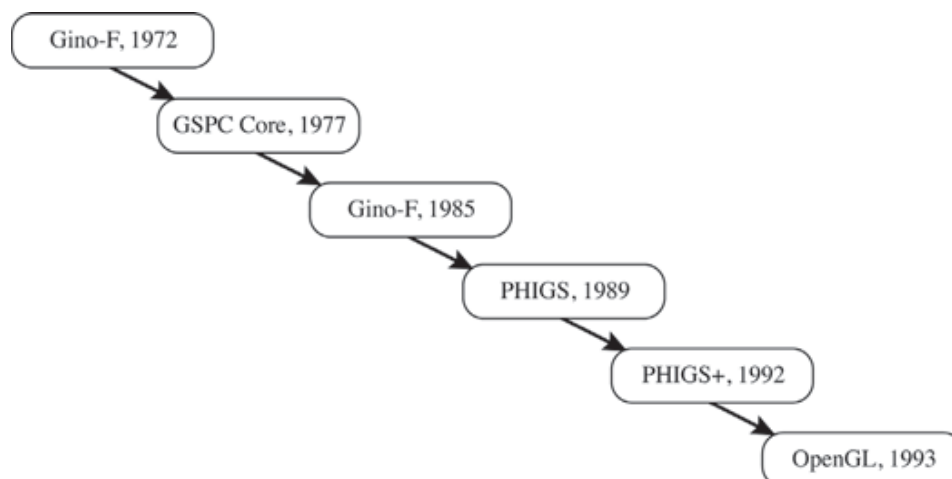 Gino-F, 1972
GSPC Core, 1977
Gino-F, 1985
PHIGS, 1989
PHIGS+, 1992
OpenGL, 1993